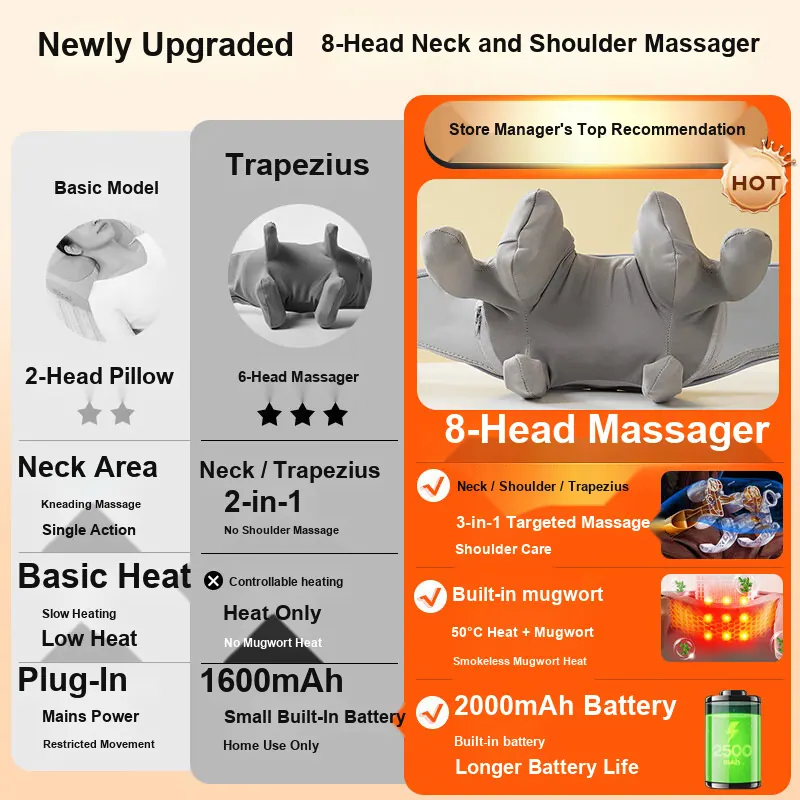 Newly Upgraded
8-Head Neck and Shoulder Massager
Basic Model
2-Head Pillow
Neck Area
Kneading Massage
Single Action
Basic Heat
Slow Heating
Low Heat
Plug-In
Mains Power
Restricted Movement
Trapezius
6-Head Massager
Neck / Trapezius
2-in-1
No Shoulder Massage
Controllable heating
Heat Only
No Mugwort Heat
1600mAh
Small Built-In Battery
Home Use Only
Store Manager's Top Recommendation
HOT
8-Head Massager
Neck / Shoulder / Trapezius
3-in-1 Targeted Massage
Shoulder Care
Built-in mugwort
50°C Heat + Mugwort
Smokeless Mugwort Heat
2000mAh Battery
Built-in battery
Longer Battery Life
2500
mAh